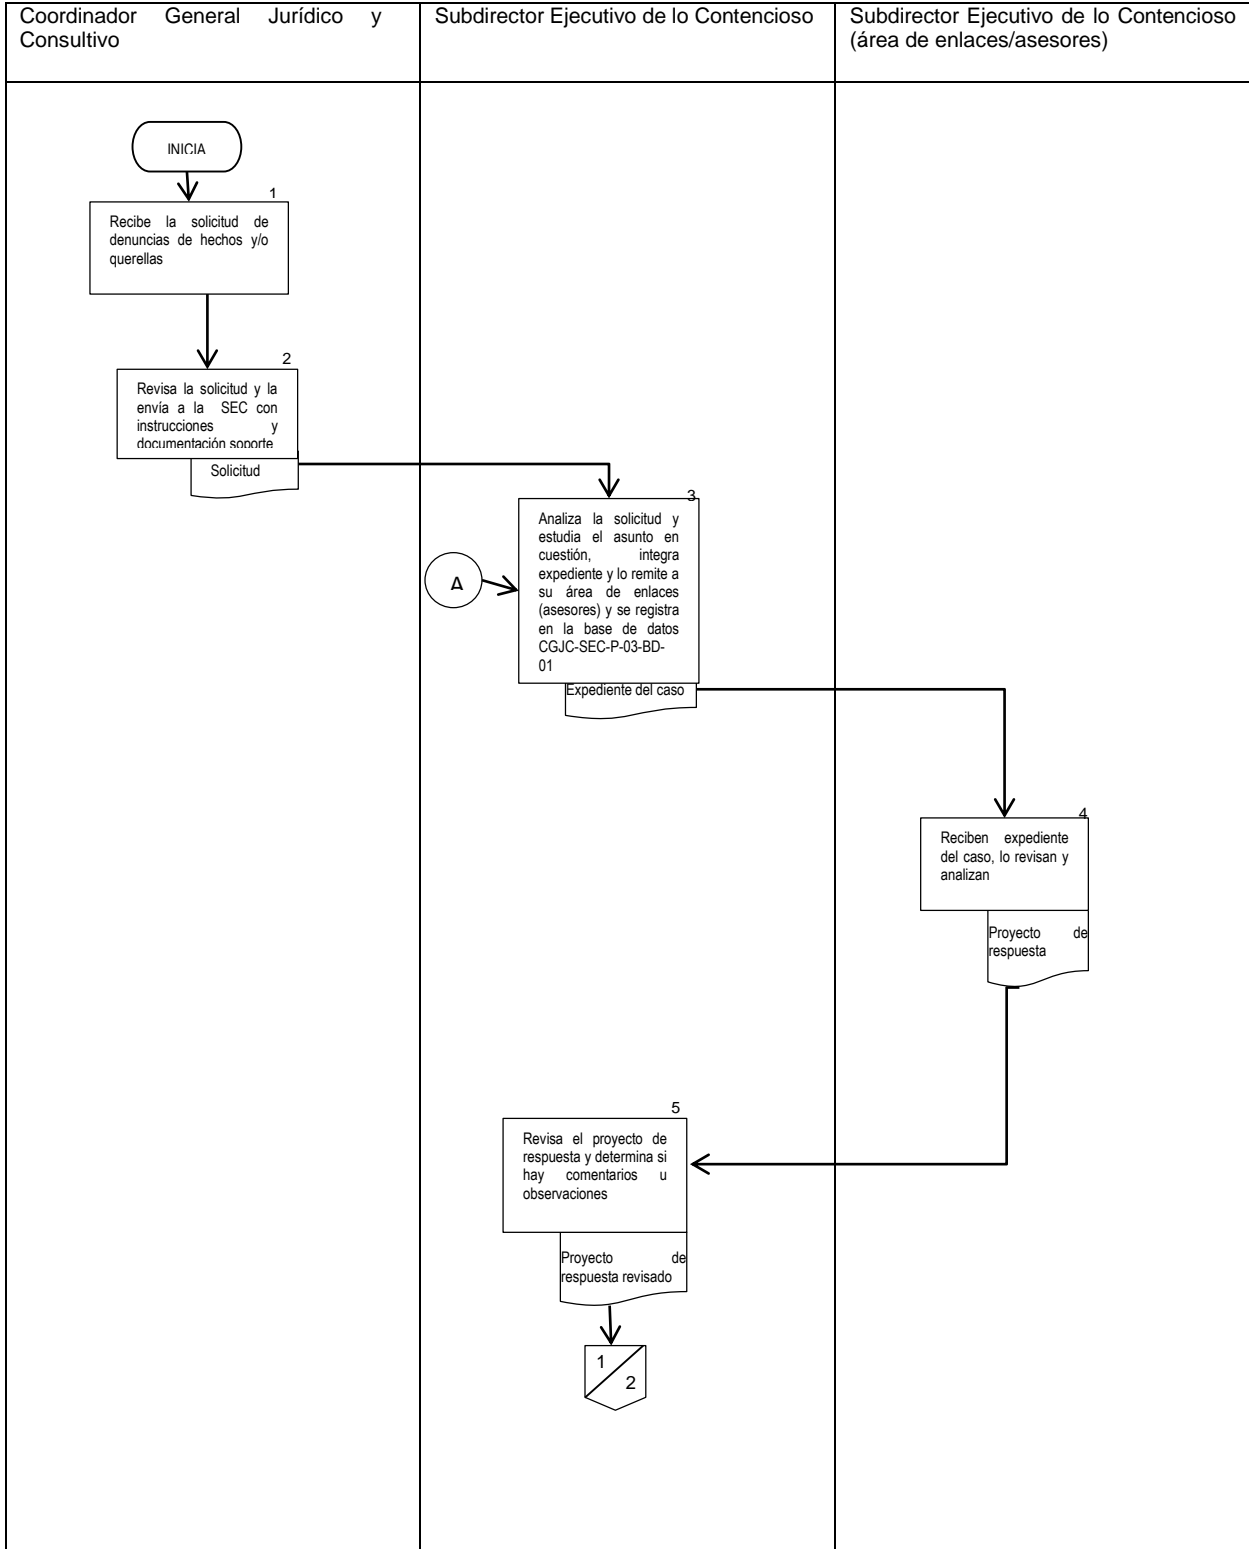 Coordinador General Jurídico y
Consultivo
Subdirector Ejecutivo de lo Contencioso
Subdirector Ejecutivo de lo Contencioso
(área de enlaces/asesores)
INICIA
1
Recibe la solicitud de
denuncias de hechos y/o
querellas
2
Revisa la solicitud y la
envía a la SEC con
instrucciones y
documentación soporte
Solicitud
3
Analiza la solicitud y
estudia el asunto en
cuestión, integra
expediente y lo remite a
su área de enlaces
(asesores) y se registra
en la base de datos
CGJC-SEC-P-03-BD-
01
A
Expediente del caso
4
Reciben expediente
del caso, lo revisan y
analizan
Proyecto de
respuesta
5
Revisa el proyecto de
respuesta y determina si
hay comentarios u
observaciones
Proyecto de
respuesta revisado
1
2